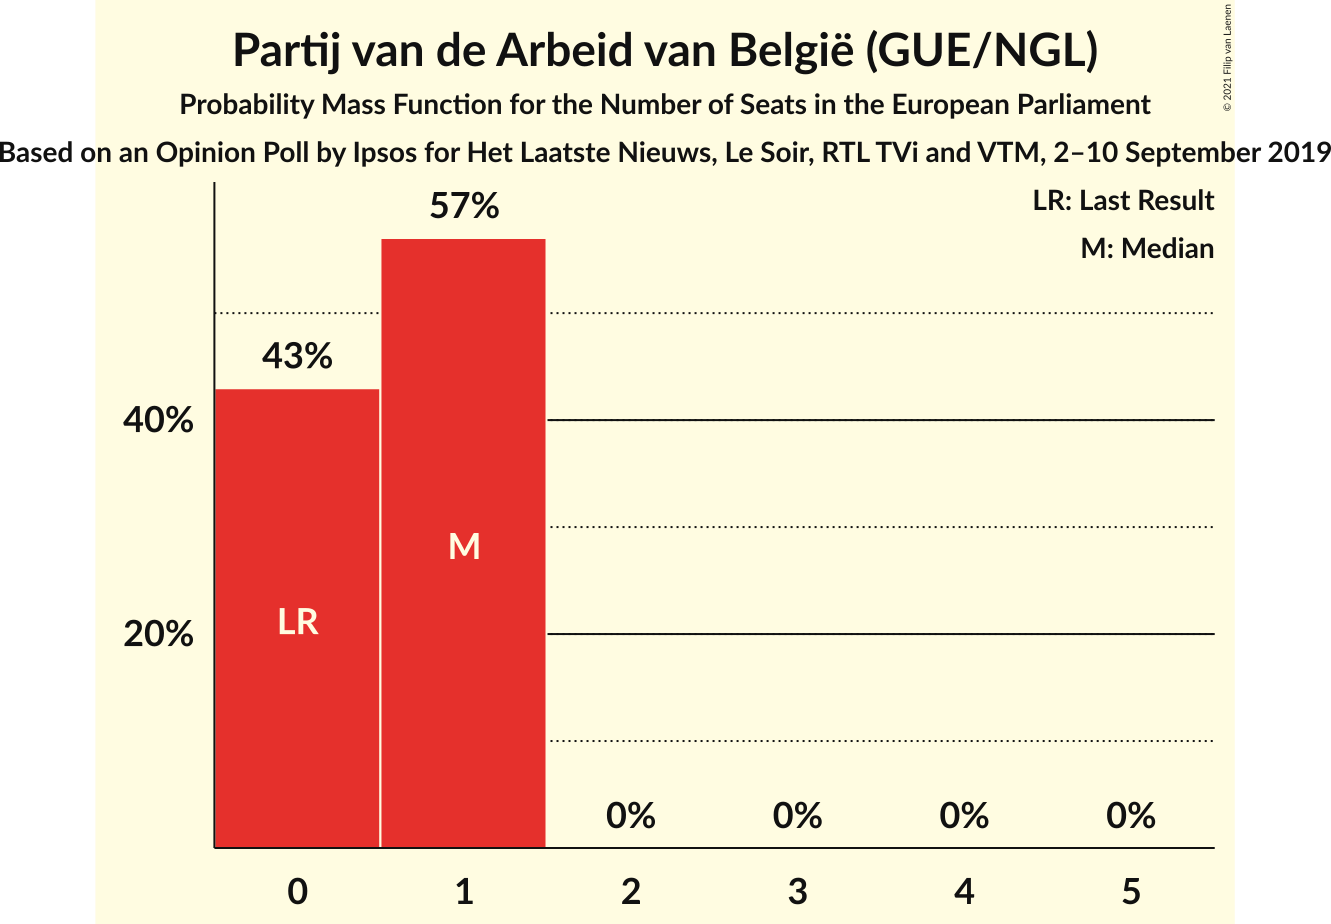 Partij van de Arbeid van België (GUE/NGL)
Probability Mass Function for the Number of Seats in the European Parliament
Based on an Opinion Poll by Ipsos for Het Laatste Nieuws, Le Soir, RTL TVi and VTM, 2–10 September 2019
© 2021 Filip van Laenen
LR: Last Result
M: Median
57%
43%
40%
20%
M
LR
0% 0% 0% 0%
0 1 2 3 4 5